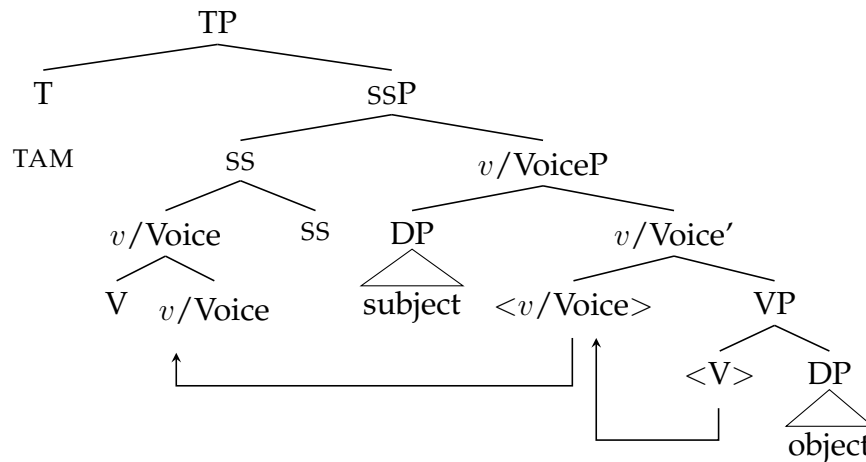 TP
T ssP
TAM ss v/VoiceP
v/Voice ss DP v/Voice′
V v/Voice subject <v/Voice> VP
<V> DP
object